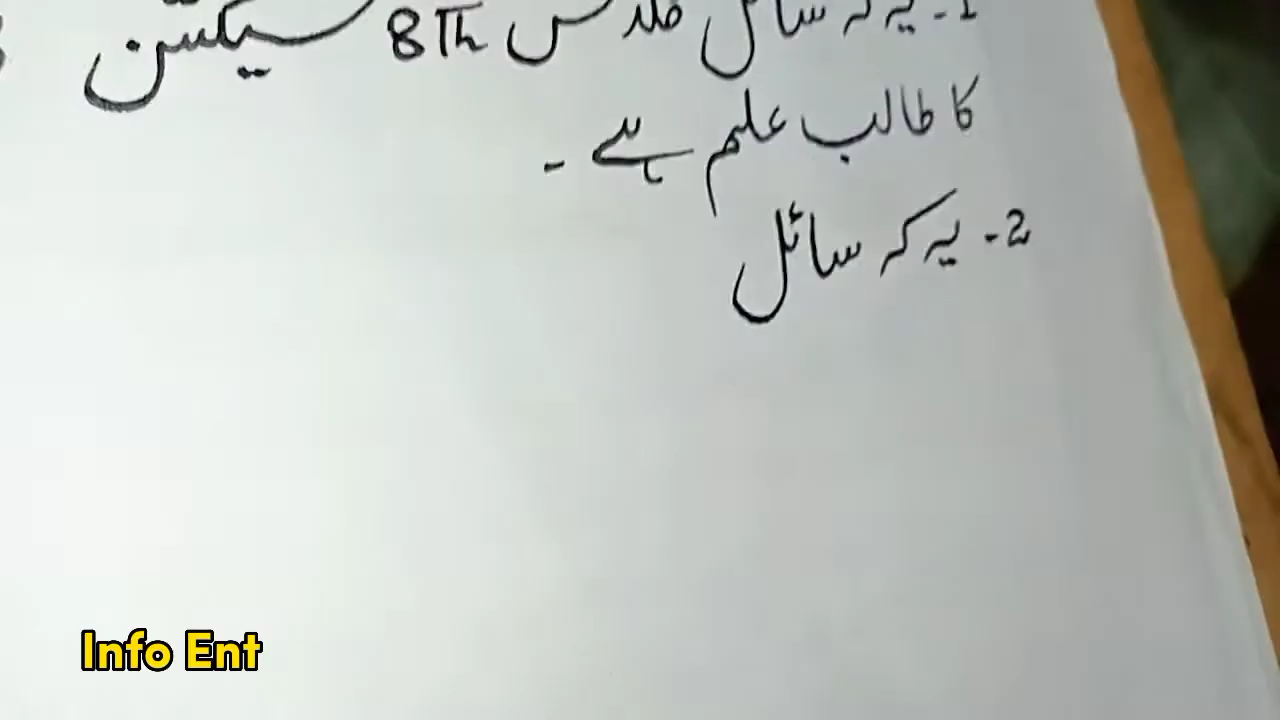 1- یہ کہ سائل کلاس 8Th سیکشن
کا طالب علم ہے ۔
2- یہ کہ سائل
Info Ent